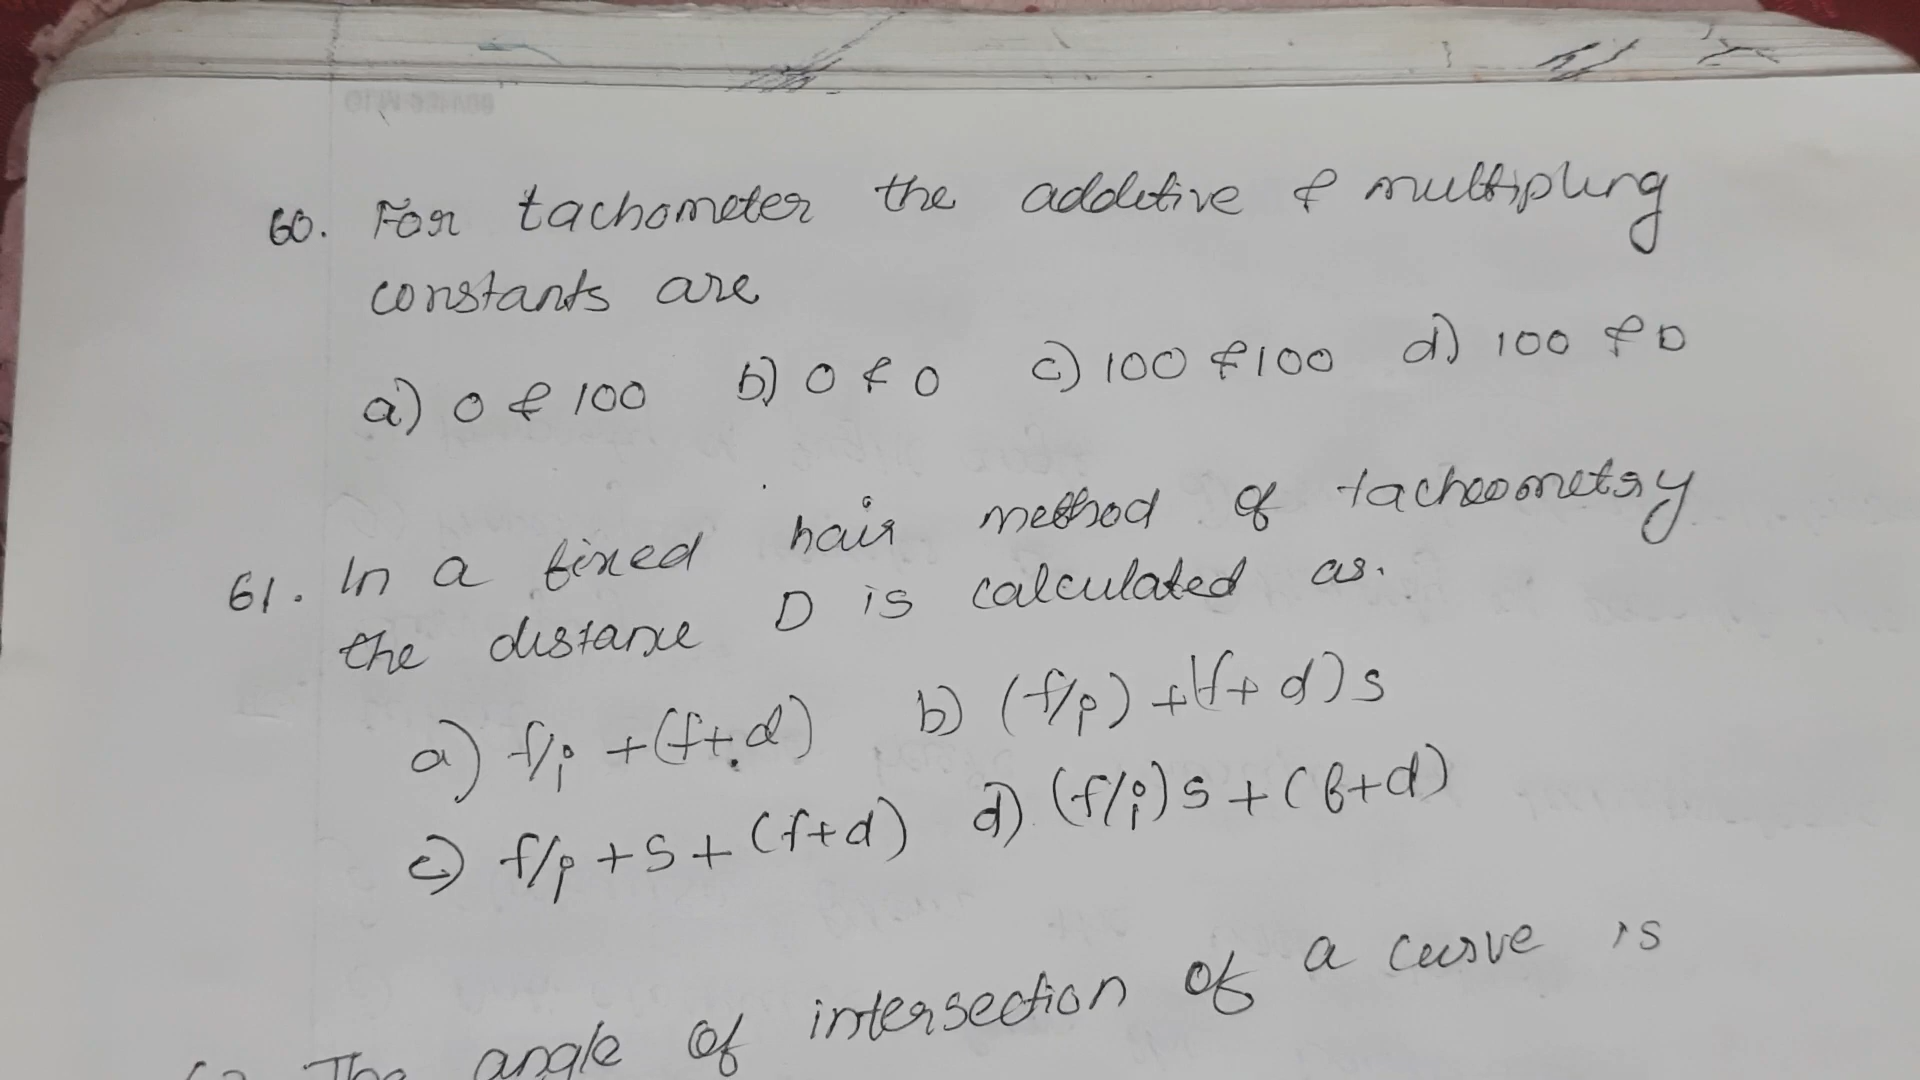 60. For tachometer the additive & multipling
constants are
a) 0 & 100 b) 0 & 0 c) 100 & 100 d) 100 & 0
61. In a fixed hair method of tacheometry
the distance D is calculated as.
a) f/i + (f+d) b) (f/i) + (f+d)s
c) f/i + s + (f+d) d) (f/i)s + (f+d)
The angle of intersection of a curve is